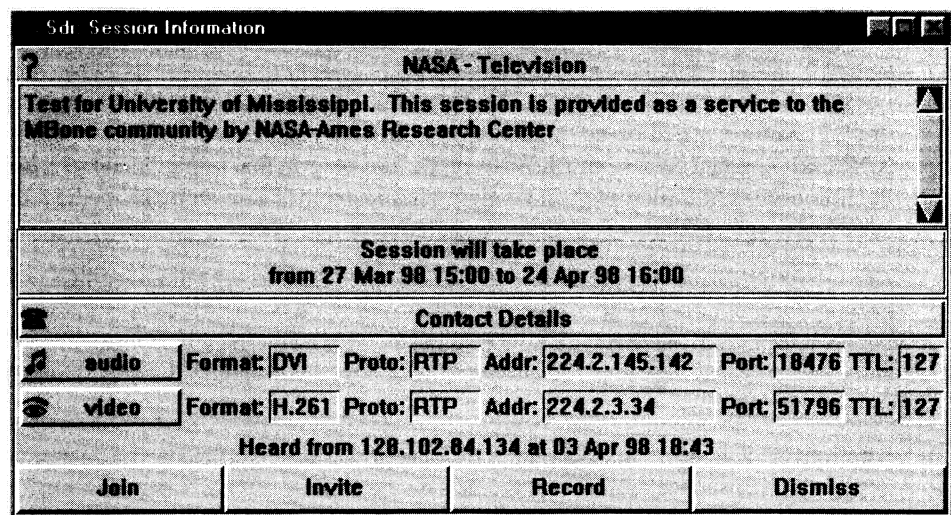 Sdr: Session Information
? NASA - Television
Test for University of Mississippi. This session is provided as a service to the
MBone community by NASA-Ames Research Center
Session will take place
from 27 Mar 98 15:00 to 24 Apr 98 16:00
Contact Details
audio Format: DVI Proto: RTP Addr: 224.2.145.142 Port: 18476 TTL: 127
video Format: H.261 Proto: RTP Addr: 224.2.3.34 Port: 51796 TTL: 127
Heard from 128.102.84.134 at 03 Apr 98 18:43
Join Invite Record Dismiss